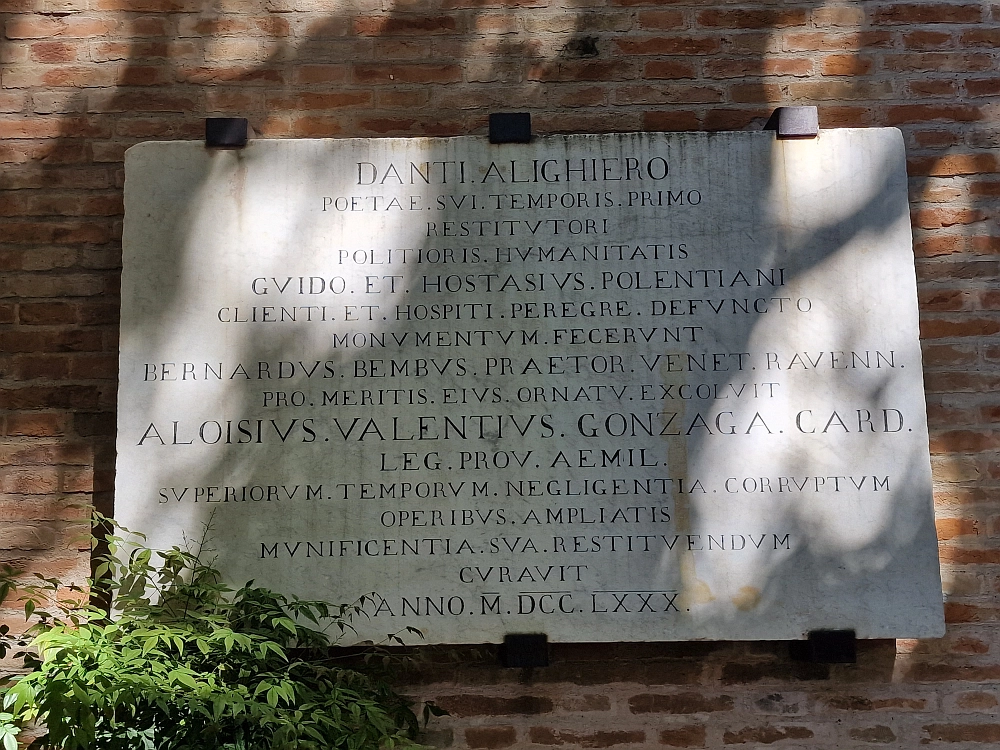 DANTI.ALIGHIERO
POETAE.SVI.TEMPORIS.PRIMO
RESTITVTORI
POLITIORIS.HVMANITATIS
GVIDO.ET.HOSTASIVS.POLENTIANI
CLIENTI.ET.HOSPITI.PEREGRE.DEFVNCTO
MONVMENTVM.FECERVNT
BERNARDVS.BEMBVS.PRAETOR.VENET.RAVENN.
PRO.MERITIS.EIVS.ORNATV.EXCOLVIT
ALOISIVS.VALENTIVS.GONZAGA.CARD.
LEG.PROV.AEMIL.
SVPERIORVM.TEMPORVM.NEGLIGENTIA.CORRVPTVM
OPERIBVS.AMPLIATIS
MVNIFICENTIA.SVA.RESTITVENDVM
CVRAVIT
ANNO.M.DCC.LXXX.